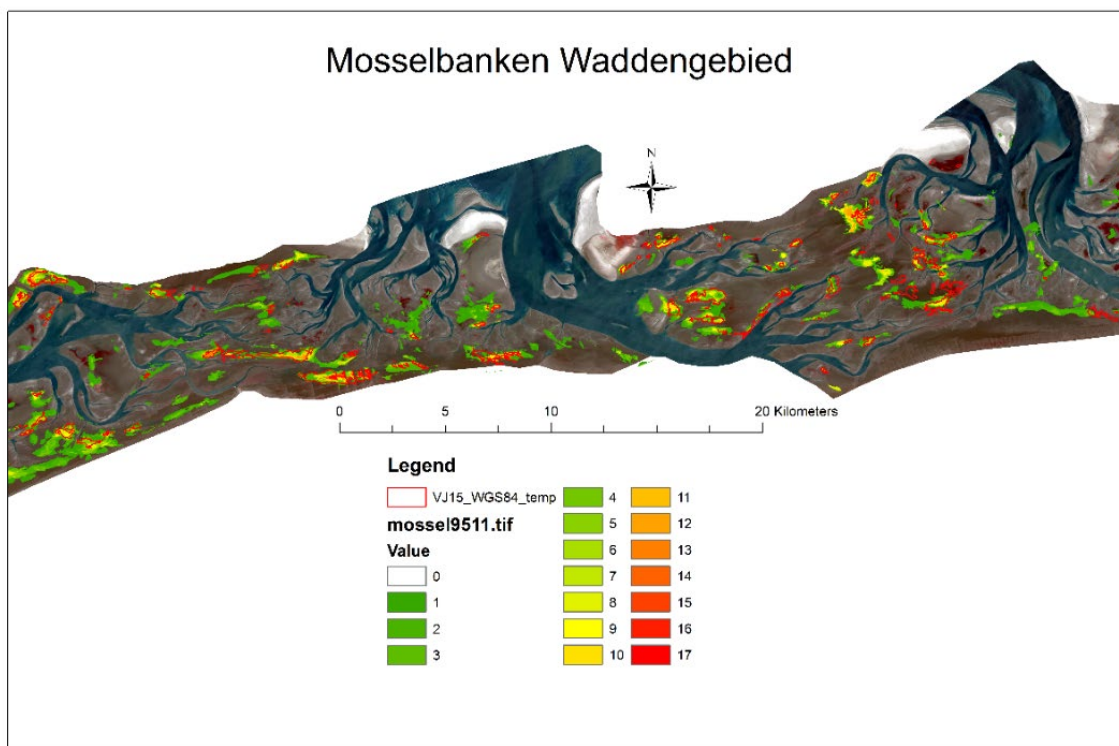 Mosselbanken Waddengebied
N
0 5 10 20 Kilometers
Legend
VJ15_WGS84_temp
mossel9511.tif
Value
0
1
2
3
4
5
6
7
8
9
10
11
12
13
14
15
16
17